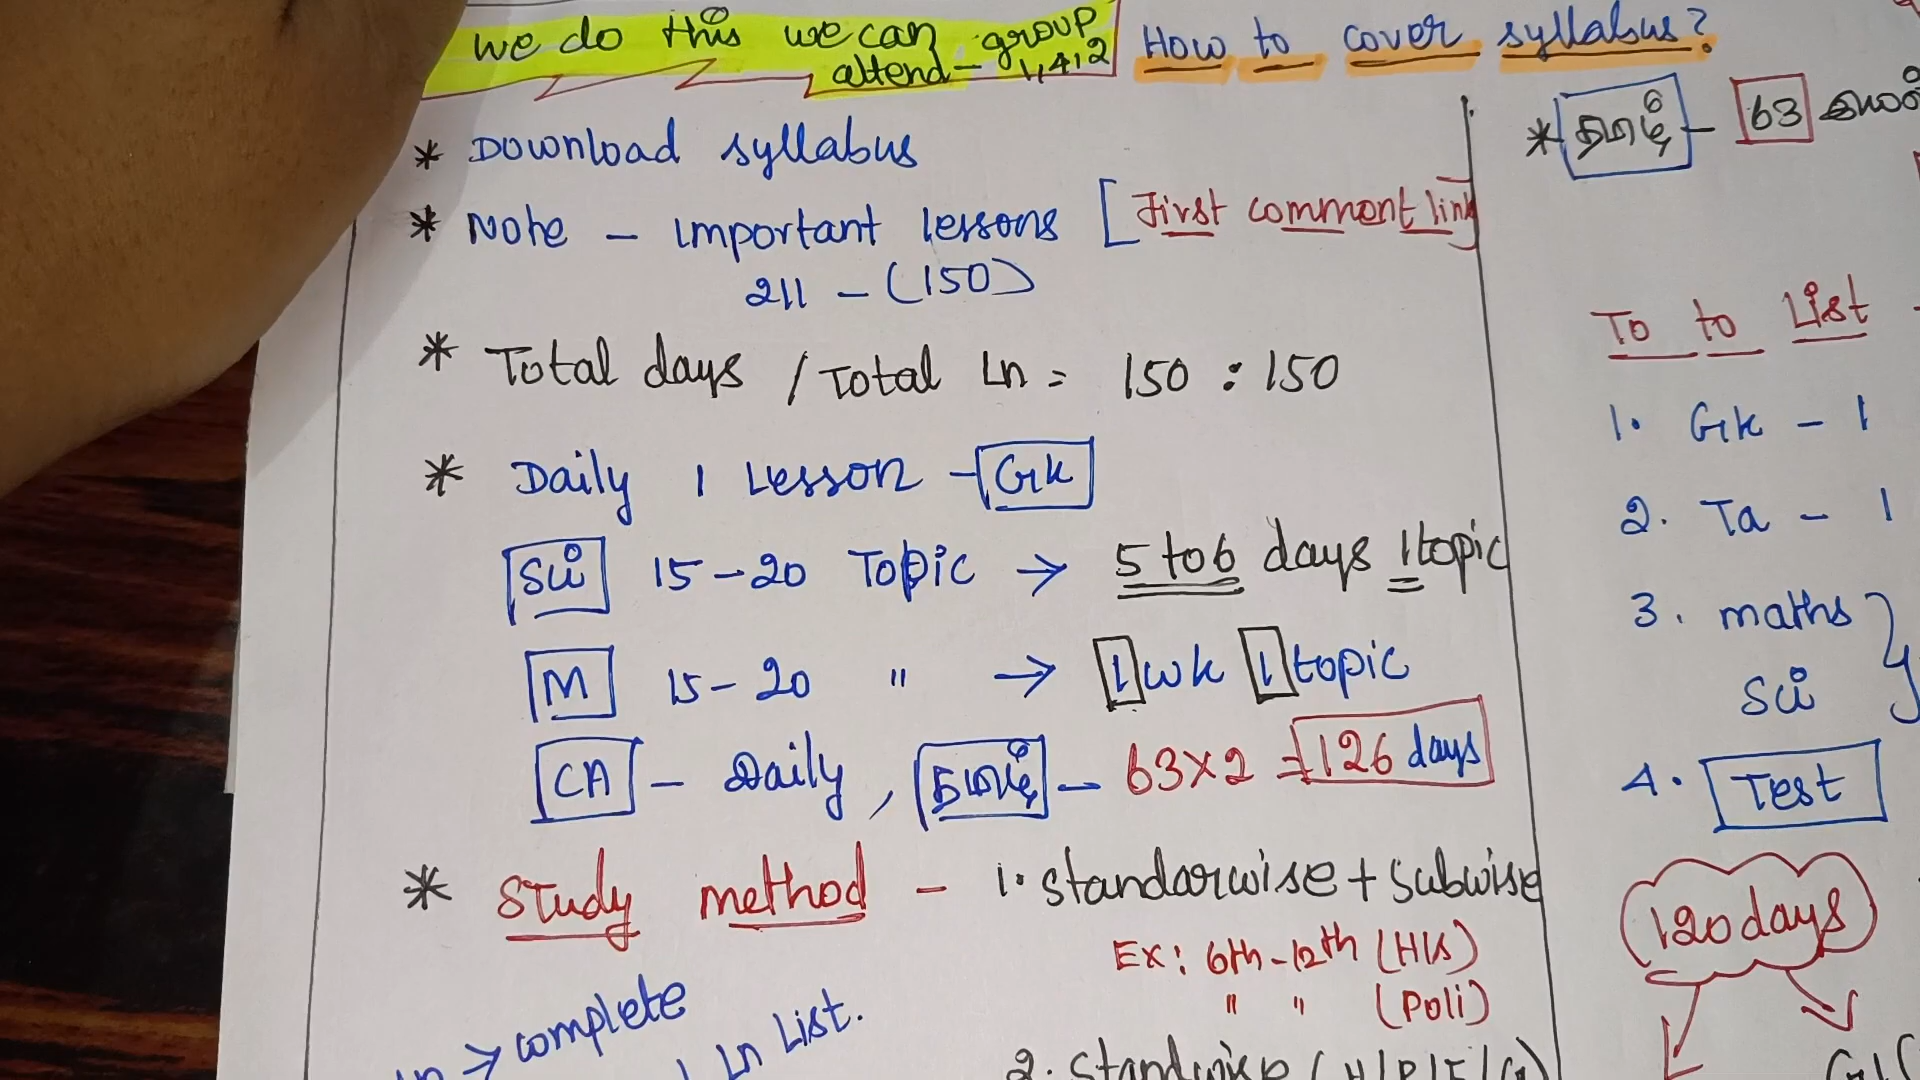 we do this we can group
attend - 1,4,2
How to cover syllabus?
* Download syllabus
* Note - Important lessons [First comment link]
211 - (150)
* Total days / Total Ln = 150 : 150
* Daily 1 Lesson - Gk
Sci 15-20 Topic → 5 to 6 days 1 topic
M 15-20 " → 1 wk 1 topic
CA - Daily, தமிழ் - 63x2 = 126 days
* Study method - 1. standarwise + subwise
Ex: 6th-12th (His)
" " (Poli)
→ complete
Ln List.
2. Standwise (H/P/E/G)
* தமிழ் - 63
To to List
1. Gk - 1
2. Ta - 1
3. maths
Sci
4. Test
120 days